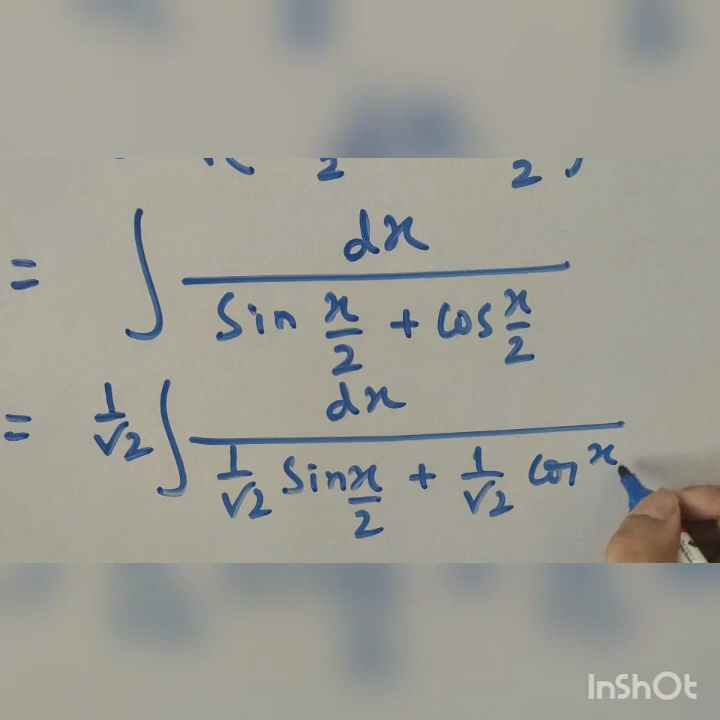 = ∫ dx / (Sin x/2 + cos x/2)
= 1/√2 ∫ dx / (1/√2 Sin x/2 + 1/√2 cos x
InShOt